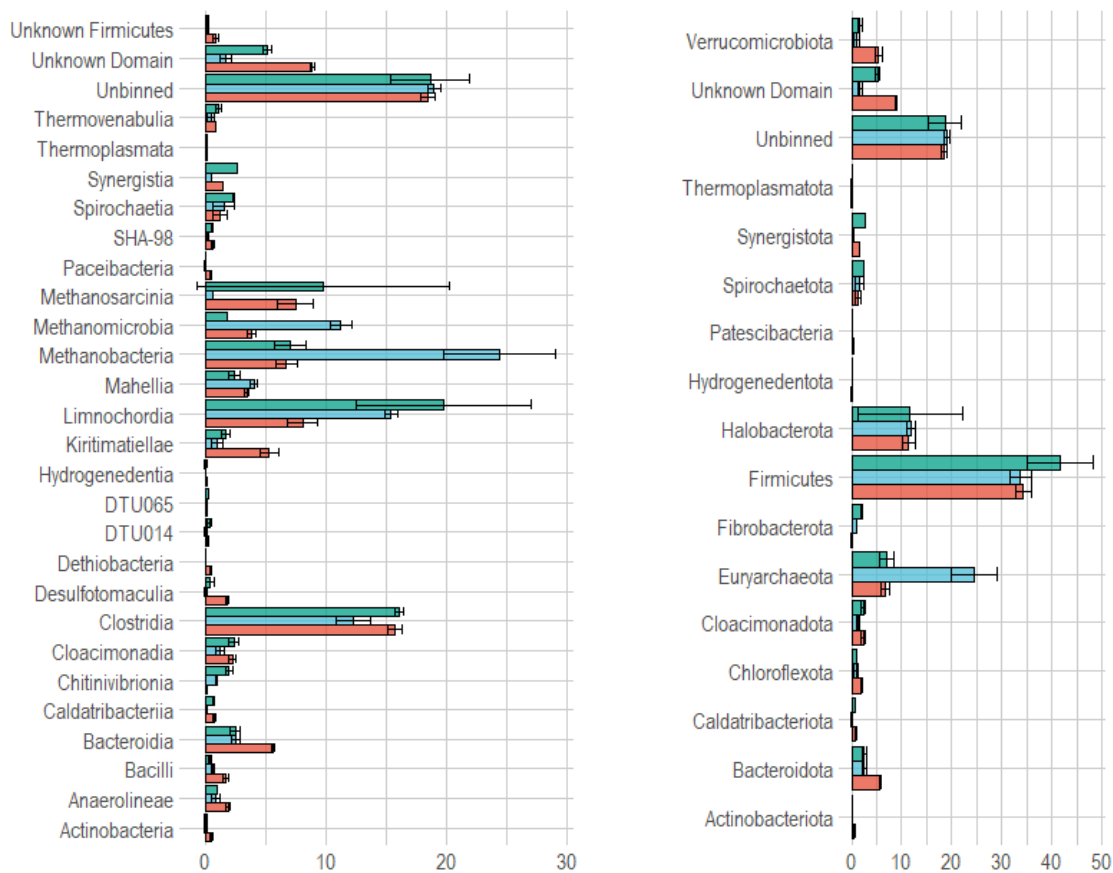 Unknown Firmicutes
Unknown Domain
Unbinned
Thermovenabulia
Thermoplasmata
Synergistia
Spirochaetia
SHA-98
Paceibacteria
Methanosarcinia
Methanomicrobia
Methanobacteria
Mahellia
Limnochordia
Kiritimatiellae
Hydrogenedentia
DTU065
DTU014
Dethiobacteria
Desulfotomaculia
Clostridia
Cloacimonadia
Chitinivibrionia
Caldatribacteriia
Bacteroidia
Bacilli
Anaerolineae
Actinobacteria
0 10 20 30
Verrucomicrobiota
Unknown Domain
Unbinned
Thermoplasmatota
Synergistota
Spirochaetota
Patescibacteria
Hydrogenedentota
Halobacterota
Firmicutes
Fibrobacterota
Euryarchaeota
Cloacimonadota
Chloroflexota
Caldatribacteriota
Bacteroidota
Actinobacteriota
0 10 20 30 40 50